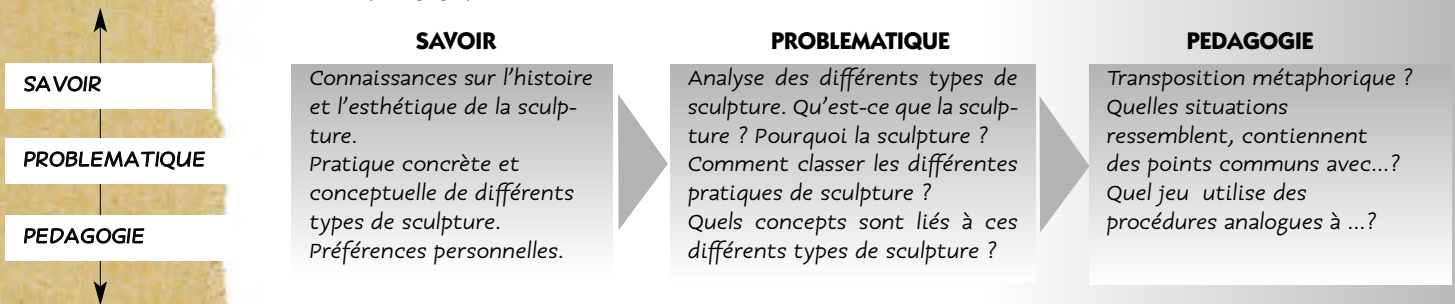 SAVOIR
PROBLEMATIQUE
PEDAGOGIE
SAVOIR
Connaissances sur l'histoire
et l'esthétique de la sculp-
ture.
Pratique concrète et
conceptuelle de différents
types de sculpture.
Préférences personnelles.
PROBLEMATIQUE
Analyse des différents types de
sculpture. Qu'est-ce que la sculp-
ture ? Pourquoi la sculpture ?
Comment classer les différentes
pratiques de sculpture ?
Quels concepts sont liés à ces
différents types de sculpture ?
PEDAGOGIE
Transposition métaphorique ?
Quelles situations
ressemblent, contiennent
des points communs avec...?
Quel jeu utilise des
procédures analogues à ...?